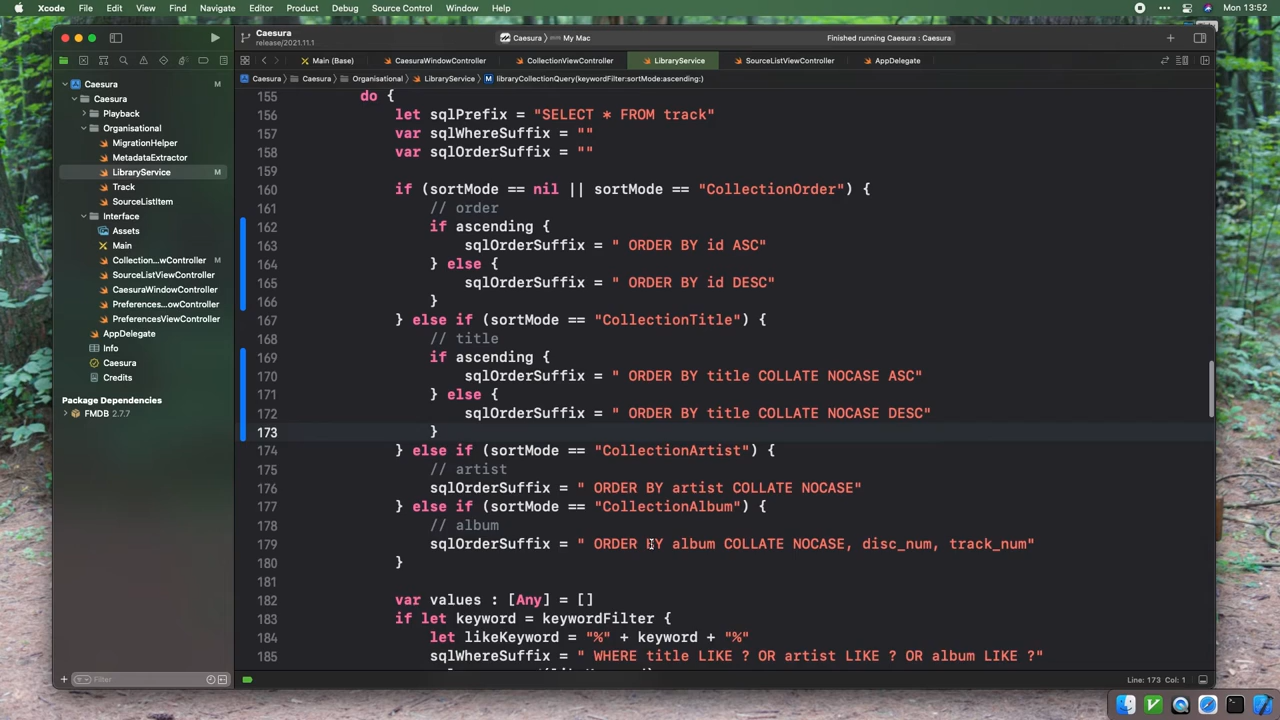 Xcode File Edit View Find Navigate Editor Product Debug Source Control Window Help Mon 13:52
Caesura
release/2021.11.1
Caesura 〉 My Mac
Finished running Caesura : Caesura
Main (Base) CaesuraWindowController CollectionViewController LibraryService SourceListViewController AppDelegate
Caesura 〉 Caesura 〉 Organisational 〉 LibraryService 〉 M libraryCollectionQuery(keywordFilter:sortMode:ascending:)
Caesura M
Caesura
Playback
Organisational
MigrationHelper
MetadataExtractor
LibraryService M
Track
SourceListItem
Interface
Assets
Main
Collection...wController M
SourceListViewController
CaesuraWindowController
Preferences...owController
PreferencesViewController
AppDelegate
Info
Caesura
Credits
Package Dependencies
FMDB 2.7.7
Filter
155 do {
156 let sqlPrefix = "SELECT * FROM track"
157 var sqlWhereSuffix = ""
158 var sqlOrderSuffix = ""
159
160 if (sortMode == nil || sortMode == "CollectionOrder") {
161 // order
162 if ascending {
163 sqlOrderSuffix = " ORDER BY id ASC"
164 } else {
165 sqlOrderSuffix = " ORDER BY id DESC"
166 }
167 } else if (sortMode == "CollectionTitle") {
168 // title
169 if ascending {
170 sqlOrderSuffix = " ORDER BY title COLLATE NOCASE ASC"
171 } else {
172 sqlOrderSuffix = " ORDER BY title COLLATE NOCASE DESC"
173 }
174 } else if (sortMode == "CollectionArtist") {
175 // artist
176 sqlOrderSuffix = " ORDER BY artist COLLATE NOCASE"
177 } else if (sortMode == "CollectionAlbum") {
178 // album
179 sqlOrderSuffix = " ORDER BY album COLLATE NOCASE, disc_num, track_num"
180 }
181
182 var values : [Any] = []
183 if let keyword = keywordFilter {
184 let likeKeyword = "%" + keyword + "%"
185 sqlWhereSuffix = " WHERE title LIKE ? OR artist LIKE ? OR album LIKE ?"
Line: 173 Col: 1